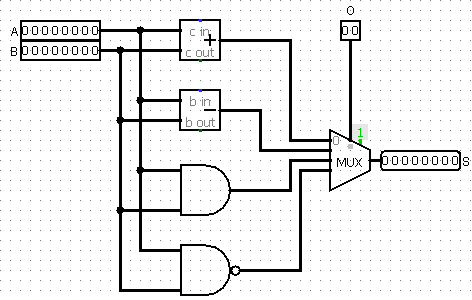 O
A 00000000
B 00000000
00
c in
+
c out
b in
−
b out
1
0
MUX
00000000 S